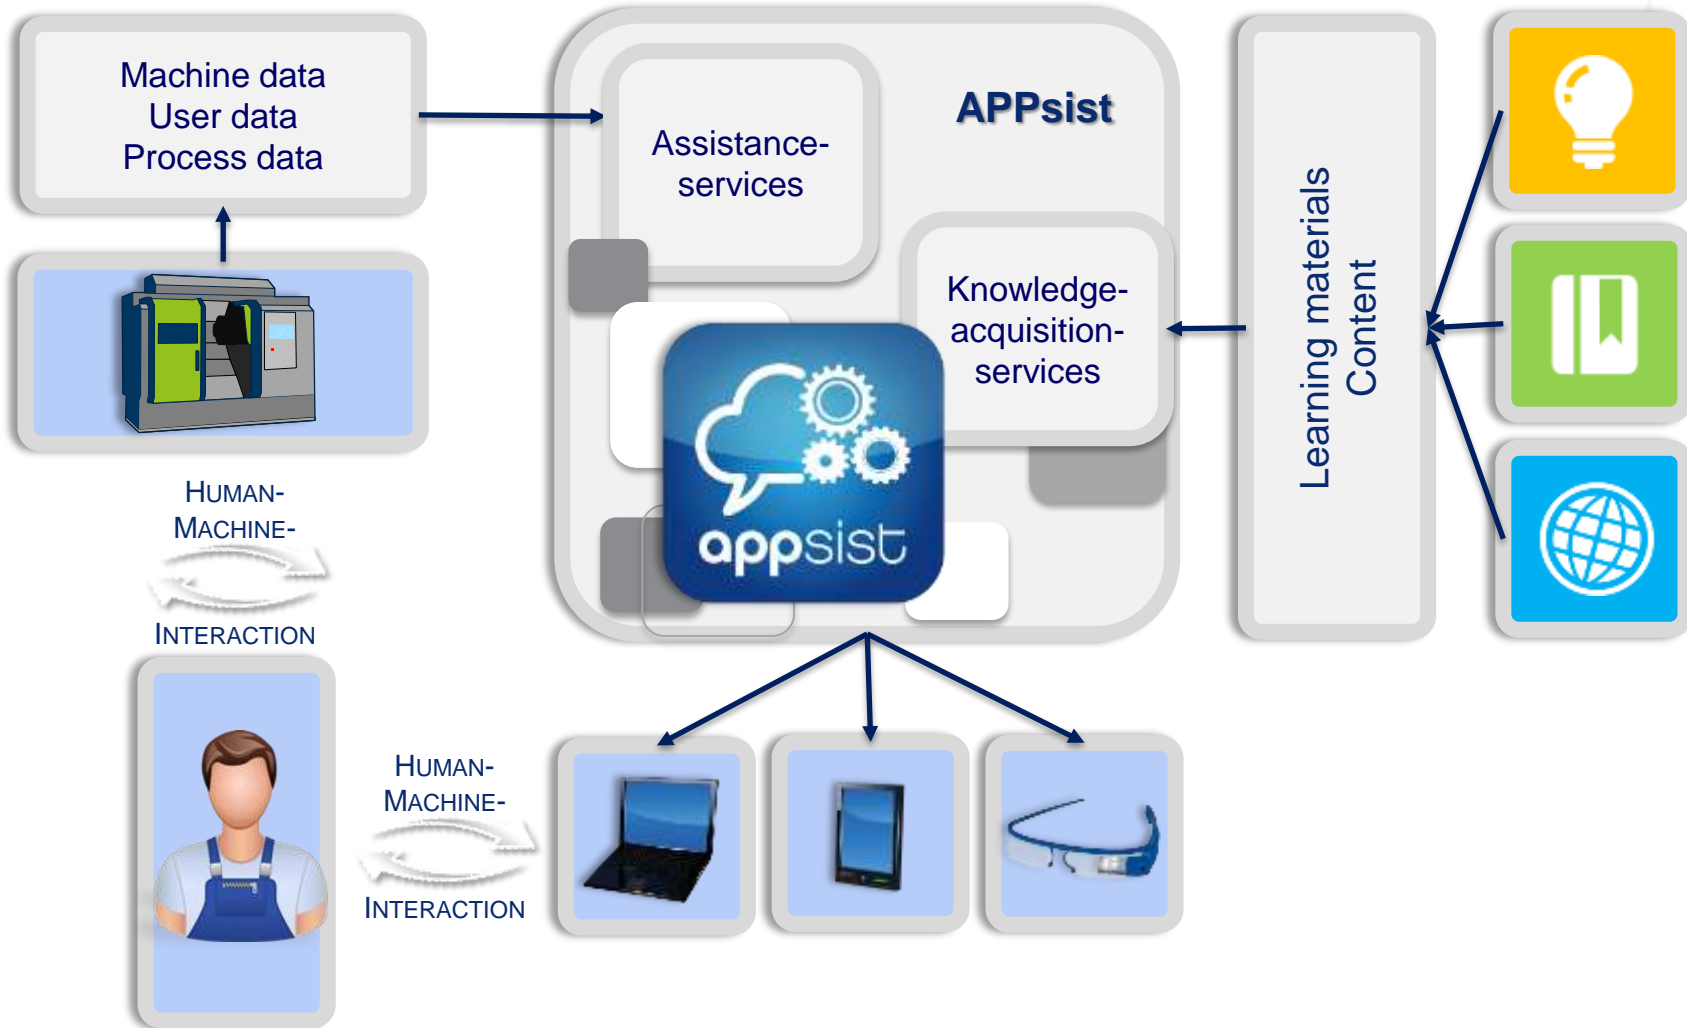 Machine data
User data
Process data
APPsist
Assistance-
services
Knowledge-
acquisition-
services
appsist
Learning materials
Content
HUMAN-
MACHINE-
INTERACTION
HUMAN-
MACHINE-
INTERACTION